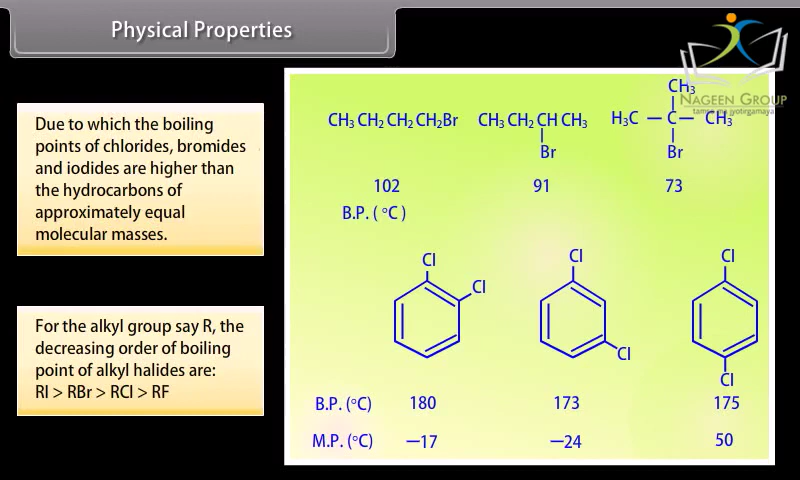 Physical Properties
NAGEEN GROUP
tamso ma jyotirgamaya
Due to which the boiling
points of chlorides, bromides
and iodides are higher than
the hydrocarbons of
approximately equal
molecular masses.
For the alkyl group say R, the
decreasing order of boiling
point of alkyl halides are:
RI > RBr > RCl > RF
CH₃ CH₂ CH₂ CH₂Br CH₃ CH₂ CH CH₃ H₃C — C — CH₃
CH₃
Br Br
102 91 73
B.P. ( °C )
Cl Cl Cl
Cl
Cl
Cl
B.P. (°C) 180 173 175
M.P. (°C) —17 —24 50